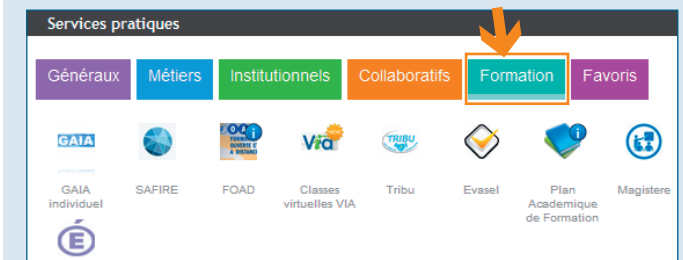 Services pratiques
Généraux Métiers Institutionnels Collaboratifs Formation Favoris
GAIA Via TRIBU
GAIA individuel SAFIRE FOAD Classes virtuelles VIA Tribu Evasel Plan Academique de Formation Magistere
É